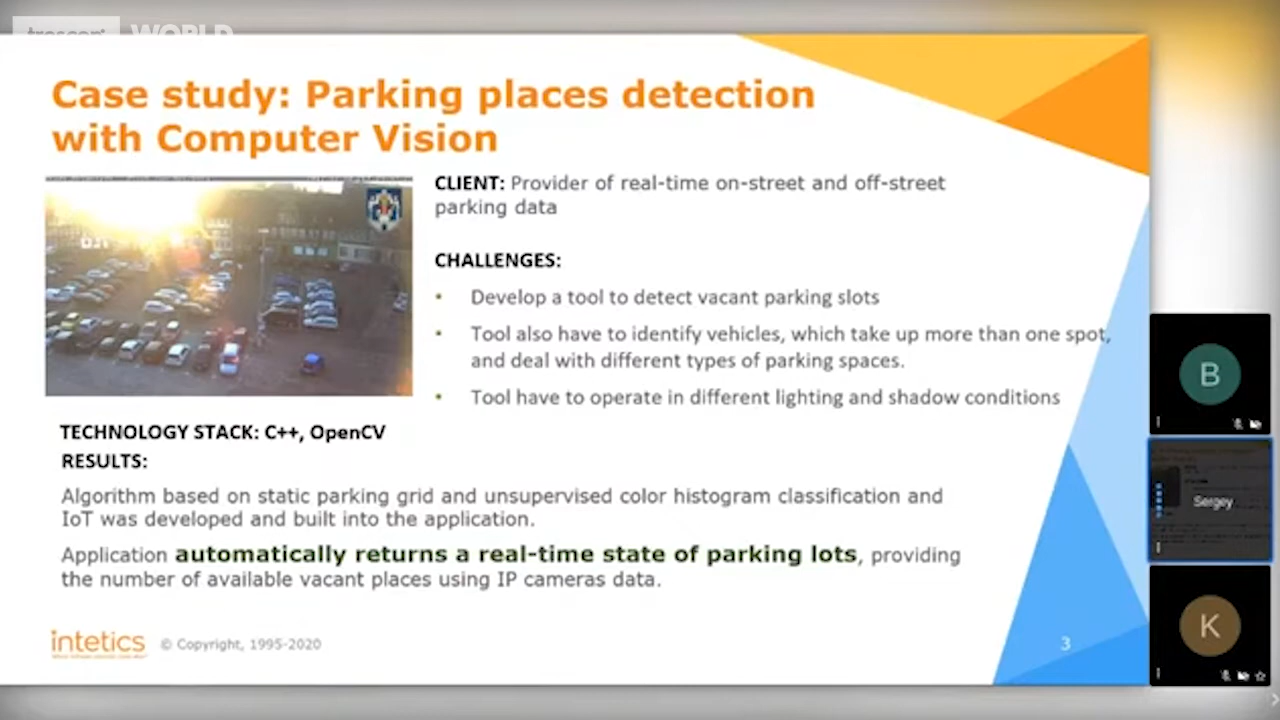 WORLD
Case study: Parking places detection
with Computer Vision
CLIENT: Provider of real-time on-street and off-street
parking data
CHALLENGES:
• Develop a tool to detect vacant parking slots
• Tool also have to identify vehicles, which take up more than one spot,
and deal with different types of parking spaces.
• Tool have to operate in different lighting and shadow conditions
TECHNOLOGY STACK: C++, OpenCV
RESULTS:
Algorithm based on static parking grid and unsupervised color histogram classification and
IoT was developed and built into the application.
Application automatically returns a real-time state of parking lots, providing
the number of available vacant places using IP cameras data.
intetics © Copyright, 1995-2020
3
B
Sergey
K